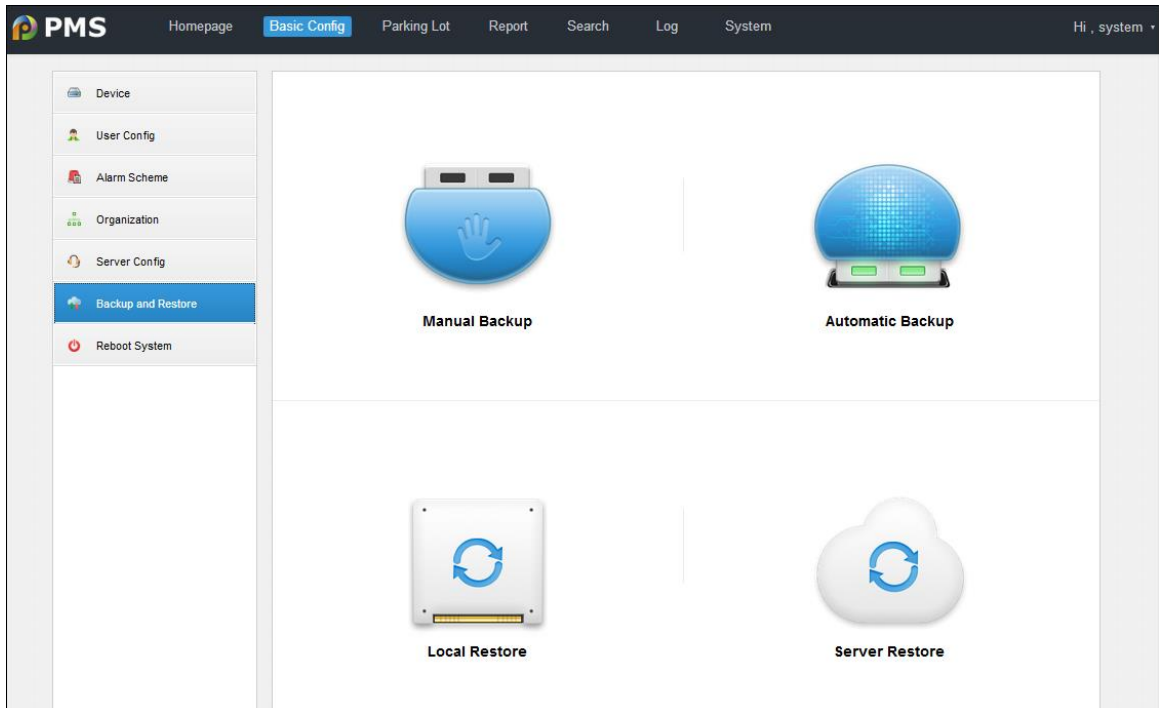 PMS Homepage Basic Config Parking Lot Report Search Log System Hi , system
Device
User Config
Alarm Scheme
Organization
Server Config
Backup and Restore
Reboot System
Manual Backup Automatic Backup
Local Restore Server Restore